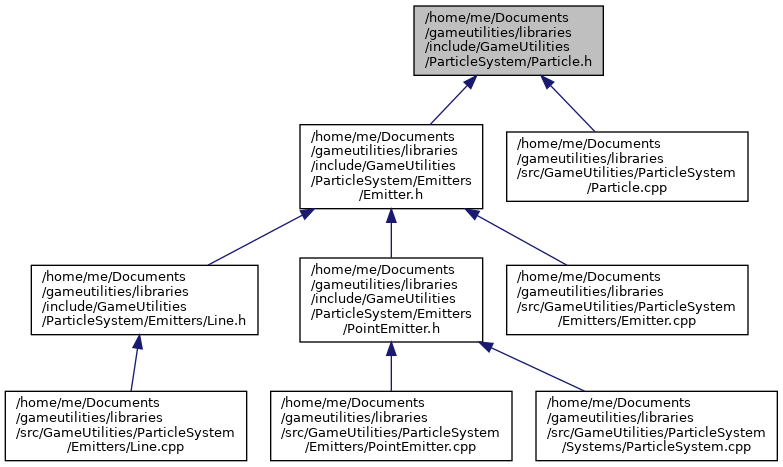 /home/me/Documents
/gameutilities/libraries
/include/GameUtilities
/ParticleSystem/Particle.h
/home/me/Documents
/gameutilities/libraries
/include/GameUtilities
/ParticleSystem/Emitters
/Emitter.h
/home/me/Documents
/gameutilities/libraries
/src/GameUtilities/ParticleSystem
/Particle.cpp
/home/me/Documents
/gameutilities/libraries
/include/GameUtilities
/ParticleSystem/Emitters/Line.h
/home/me/Documents
/gameutilities/libraries
/include/GameUtilities
/ParticleSystem/Emitters
/PointEmitter.h
/home/me/Documents
/gameutilities/libraries
/src/GameUtilities/ParticleSystem
/Emitters/Emitter.cpp
/home/me/Documents
/gameutilities/libraries
/src/GameUtilities/ParticleSystem
/Emitters/Line.cpp
/home/me/Documents
/gameutilities/libraries
/src/GameUtilities/ParticleSystem
/Emitters/PointEmitter.cpp
/home/me/Documents
/gameutilities/libraries
/src/GameUtilities/ParticleSystem
/Systems/ParticleSystem.cpp